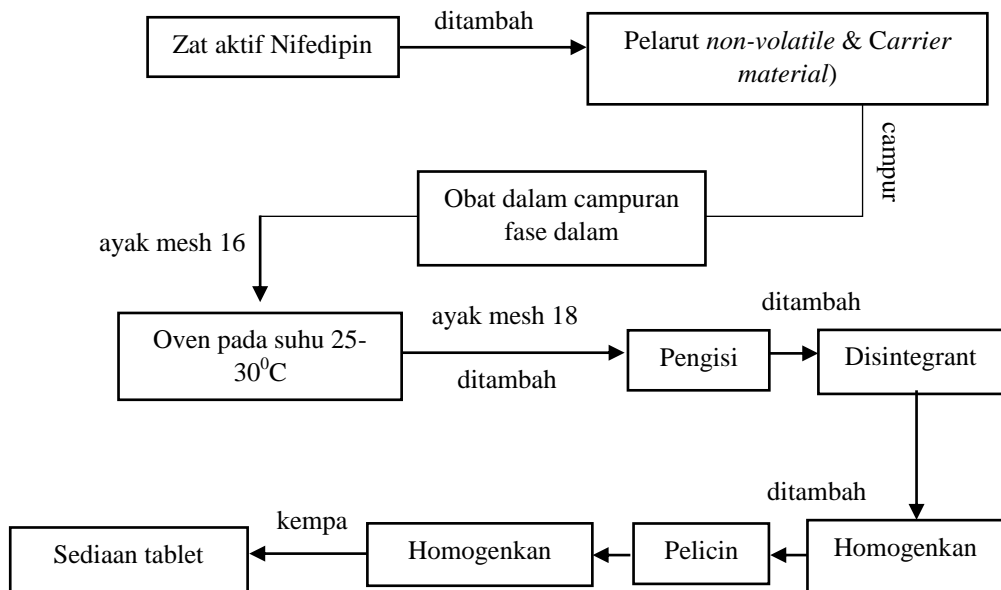 ditambah
Zat aktif Nifedipin
Pelarut non-volatile & Carrier
material)
campur
Obat dalam campuran
fase dalam
ayak mesh 16
Oven pada suhu 25-
30⁰C
ayak mesh 18
ditambah
Pengisi
ditambah
Disintegrant
ditambah
Homogenkan
Pelicin
Homogenkan
kempa
Sediaan tablet